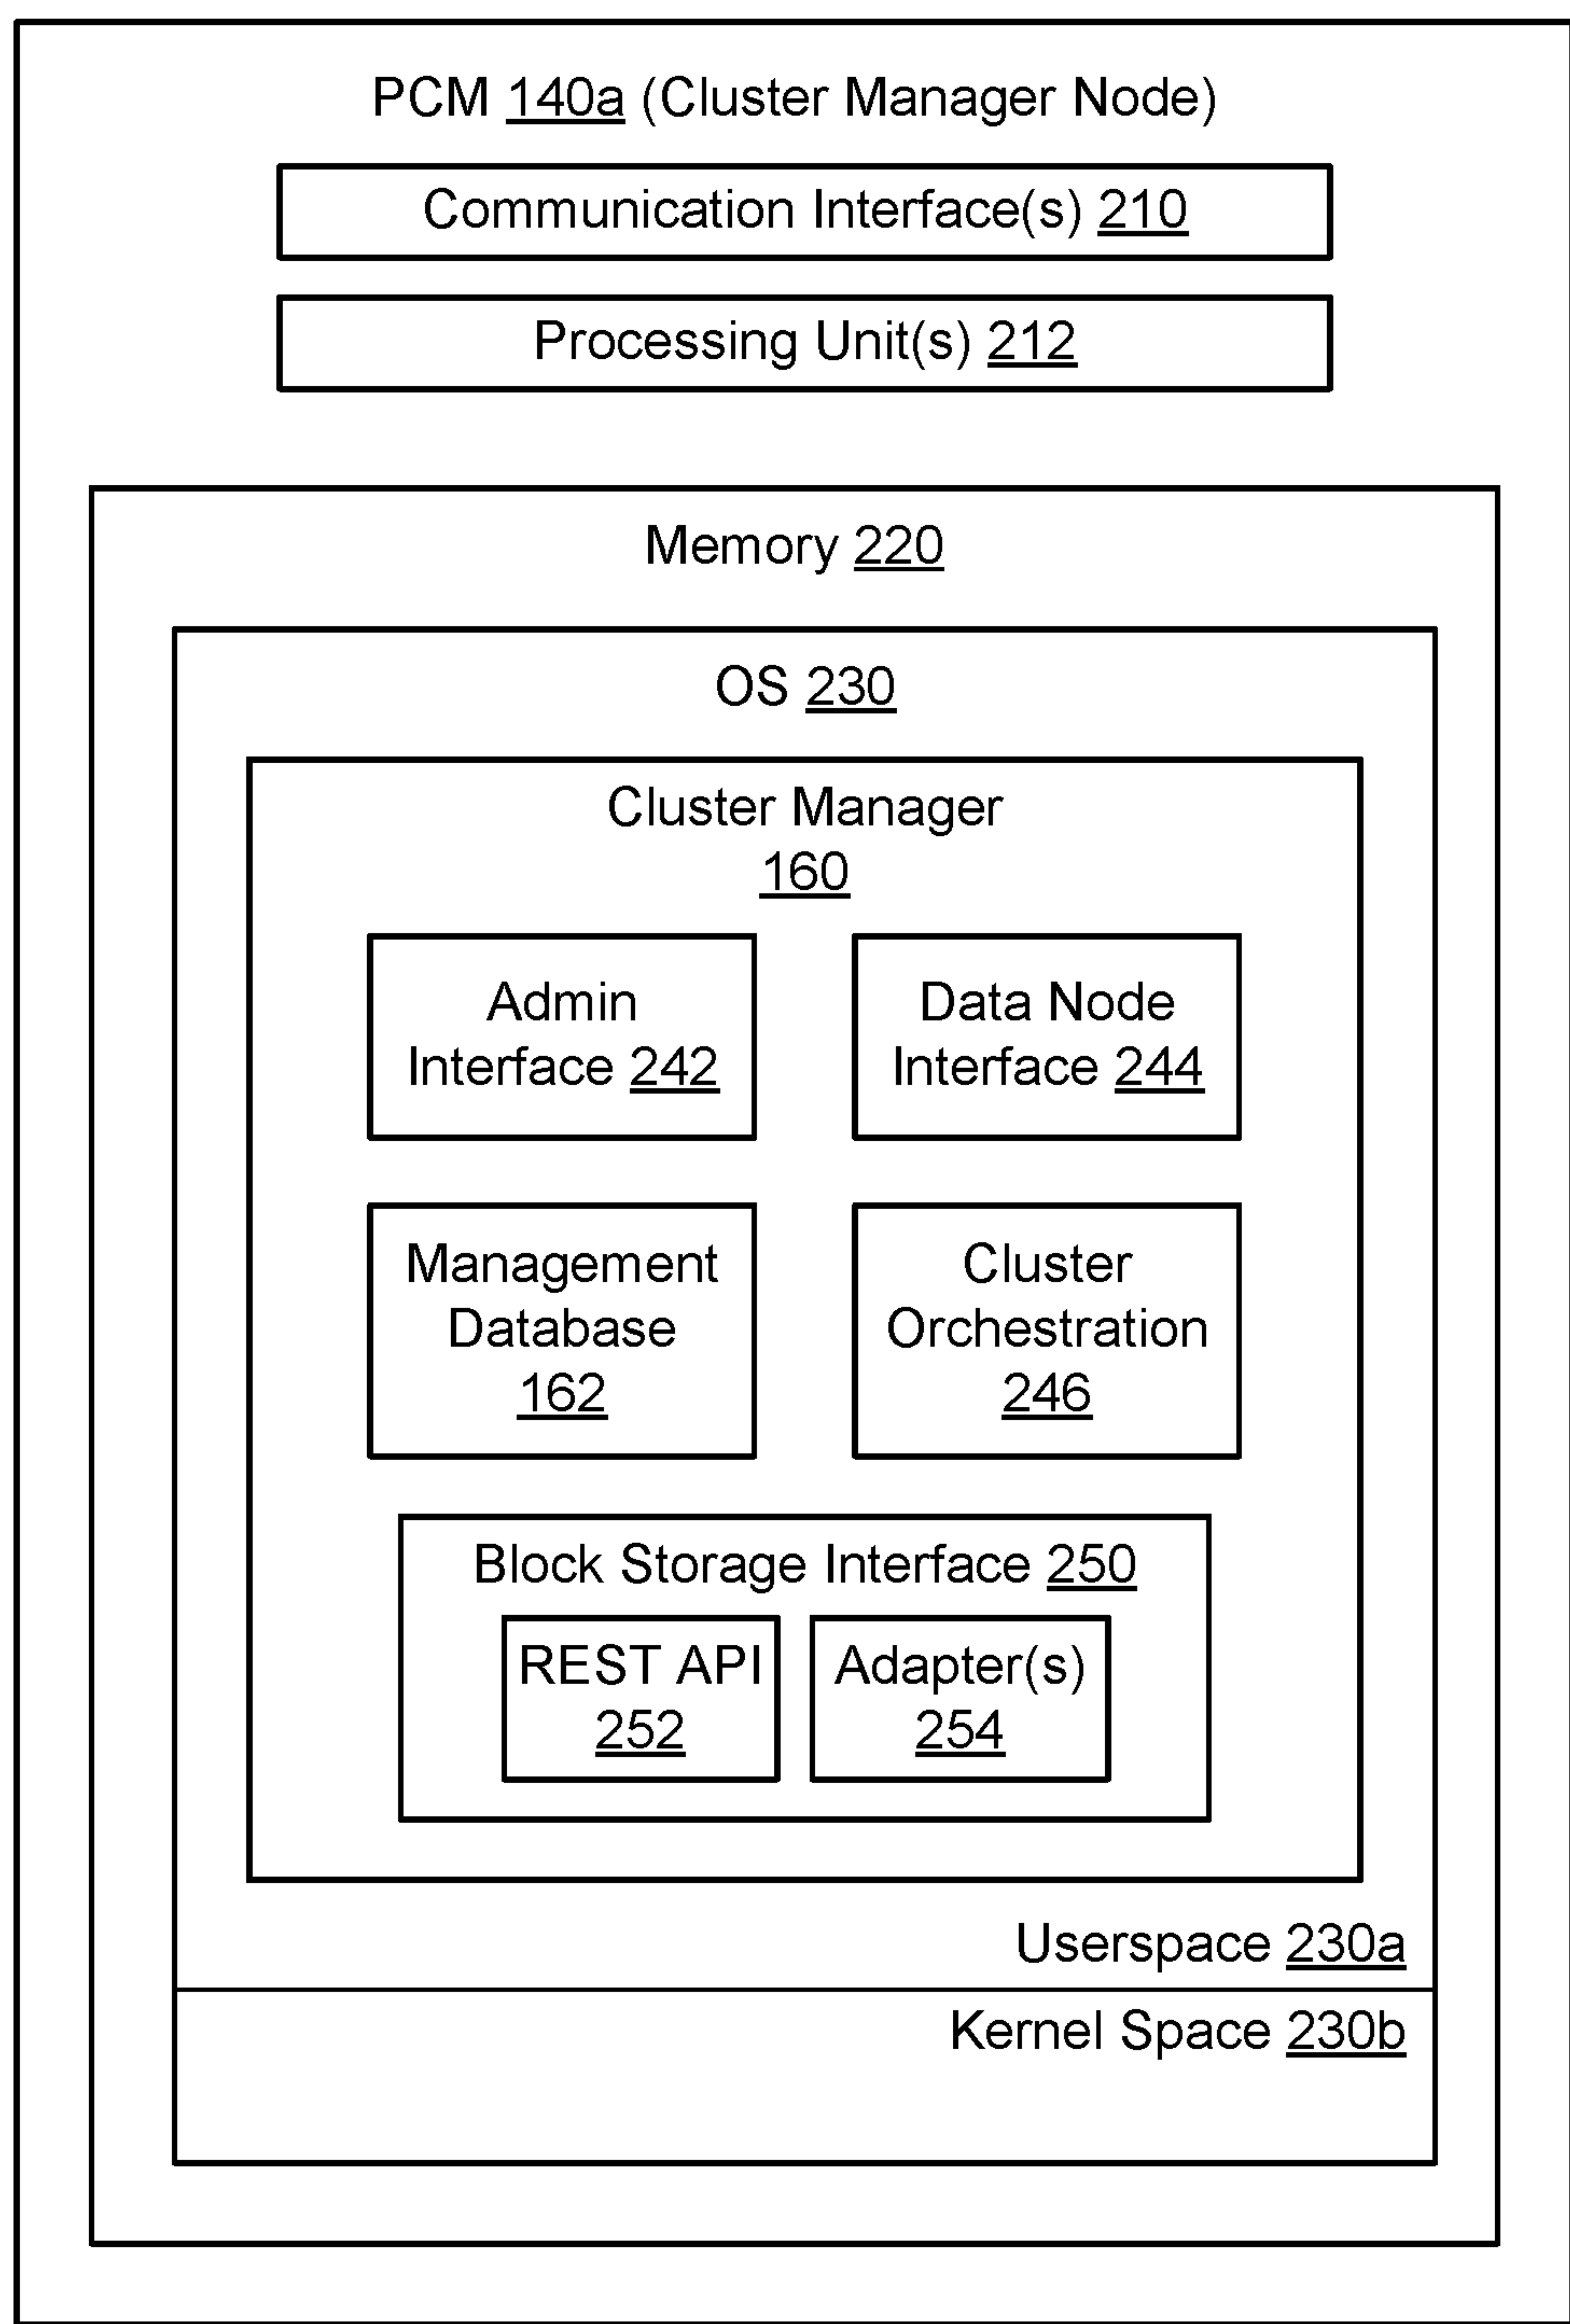 PCM 140a (Cluster Manager Node)
Communication Interface(s) 210
Processing Unit(s) 212
Memory 220
OS 230
Cluster Manager
160
Admin
Interface 242
Data Node
Interface 244
Management
Database
162
Cluster
Orchestration
246
Block Storage Interface 250
REST API
252
Adapter(s)
254
Userspace 230a
Kernel Space 230b